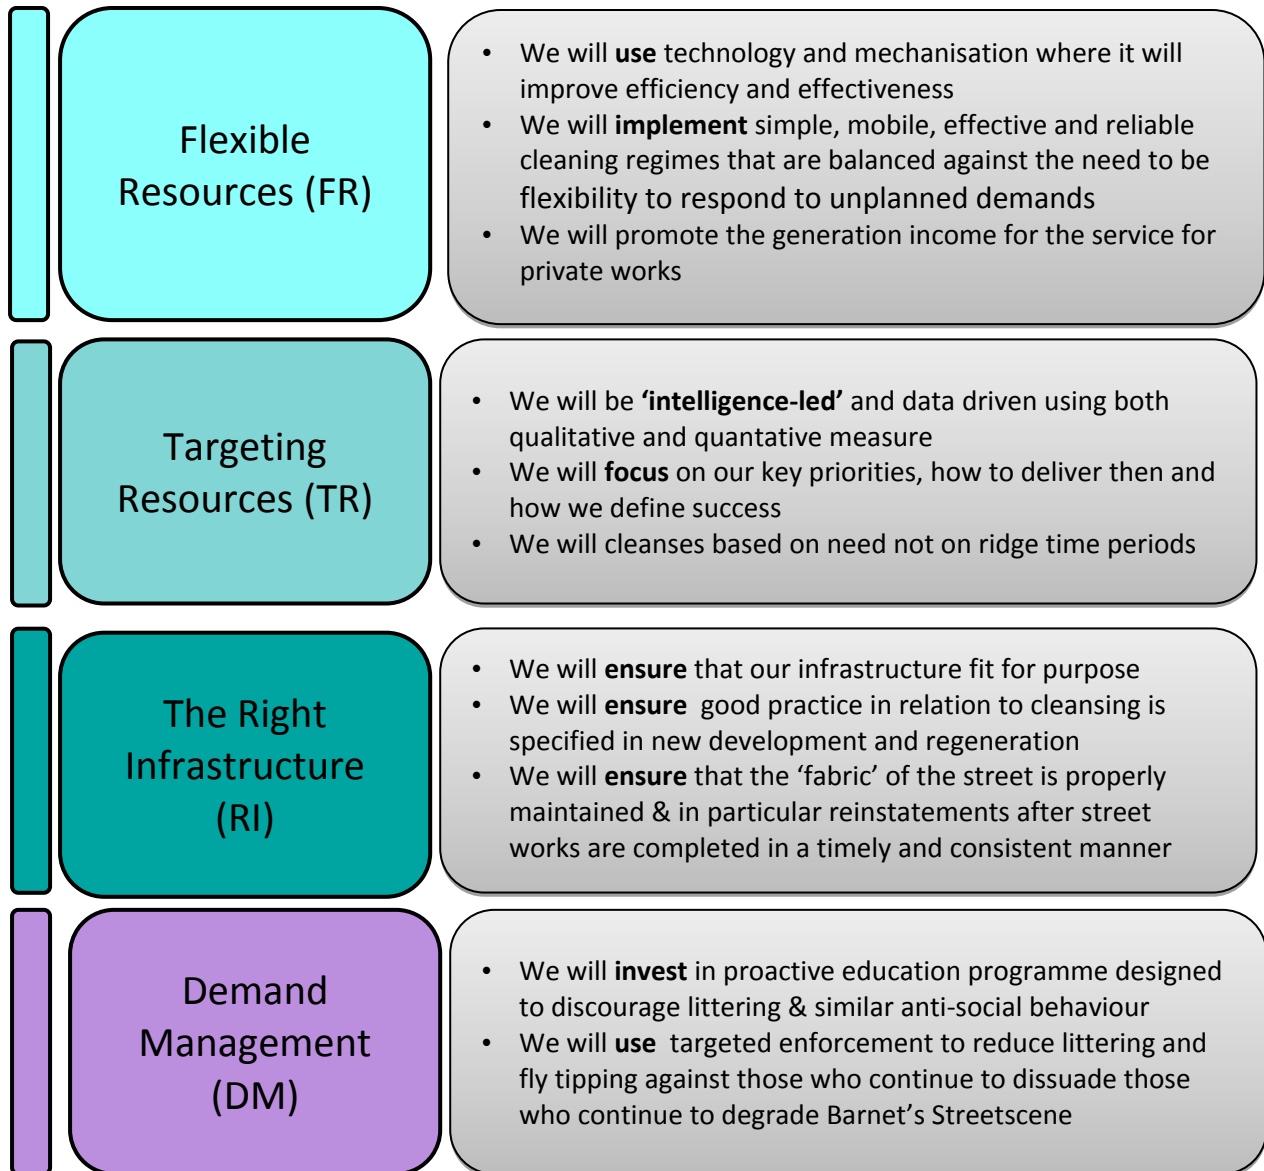 Flexible
Resources (FR)
• We will use technology and mechanisation where it will
improve efficiency and effectiveness
• We will implement simple, mobile, effective and reliable
cleaning regimes that are balanced against the need to be
flexibility to respond to unplanned demands
• We will promote the generation income for the service for
private works
Targeting
Resources (TR)
• We will be ‘intelligence-led’ and data driven using both
qualitative and quantative measure
• We will focus on our key priorities, how to deliver then and
how we define success
• We will cleanses based on need not on ridge time periods
The Right
Infrastructure
(RI)
• We will ensure that our infrastructure fit for purpose
• We will ensure good practice in relation to cleansing is
specified in new development and regeneration
• We will ensure that the ‘fabric’ of the street is properly
maintained & in particular reinstatements after street
works are completed in a timely and consistent manner
Demand
Management
(DM)
• We will invest in proactive education programme designed
to discourage littering & similar anti-social behaviour
• We will use targeted enforcement to reduce littering and
fly tipping against those who continue to dissuade those
who continue to degrade Barnet’s Streetscene